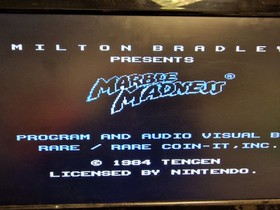 MILTON BRADLEY
PRESENTS
MARBLE
MADNESS®
PROGRAM AND AUDIO VISUAL B
RARE / RARE COIN-IT, INC.
© 1984 TENGEN
LICENSED BY NINTENDO.